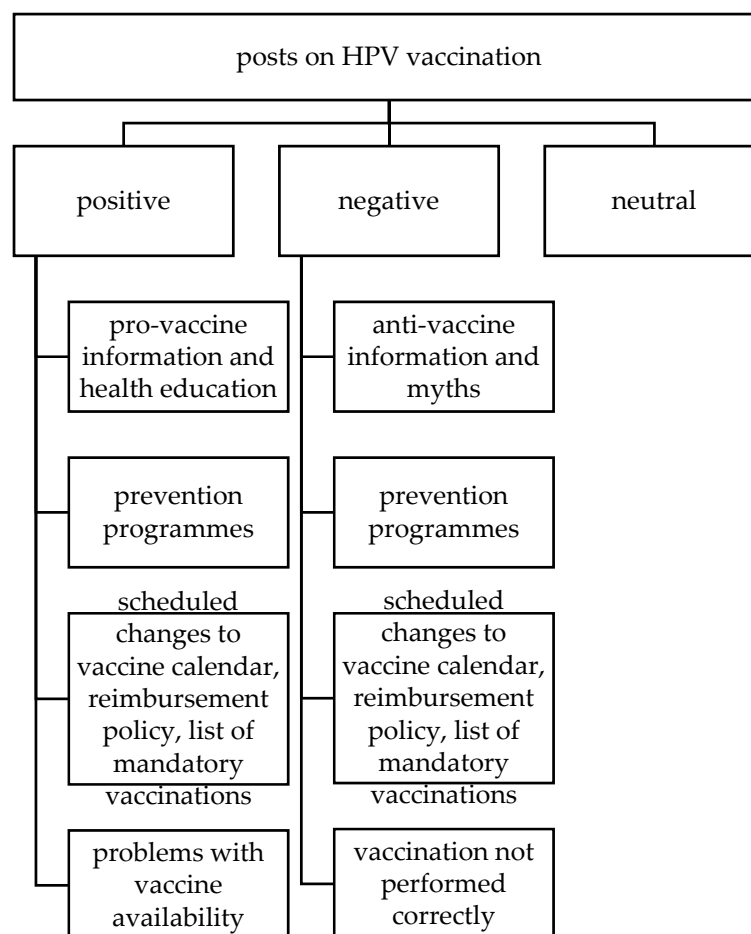 posts on HPV vaccination
positive
negative
neutral
pro-vaccine
information and
health education
anti-vaccine
information and
myths
prevention
programmes
prevention
programmes
scheduled
changes to
vaccine calendar,
reimbursement
policy, list of
mandatory
vaccinations
scheduled
changes to
vaccine calendar,
reimbursement
policy, list of
mandatory
vaccinations
problems with
vaccine
availability
vaccination not
performed
correctly